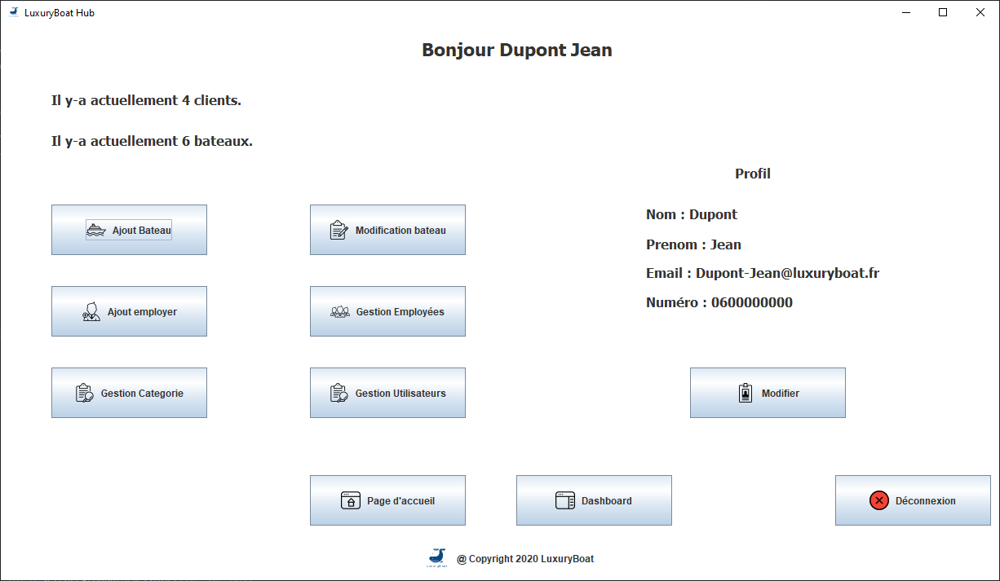 LuxuryBoat Hub
Bonjour Dupont Jean
Il y-a actuellement 4 clients.
Il y-a actuellement 6 bateaux.
Profil
Nom : Dupont
Prenom : Jean
Email : Dupont-Jean@luxuryboat.fr
Numéro : 0600000000
Ajout Bateau
Modification bateau
Ajout employer
Gestion Employées
Gestion Categorie
Gestion Utilisateurs
Modifier
Page d'accueil
Dashboard
Déconnexion
@ Copyright 2020 LuxuryBoat